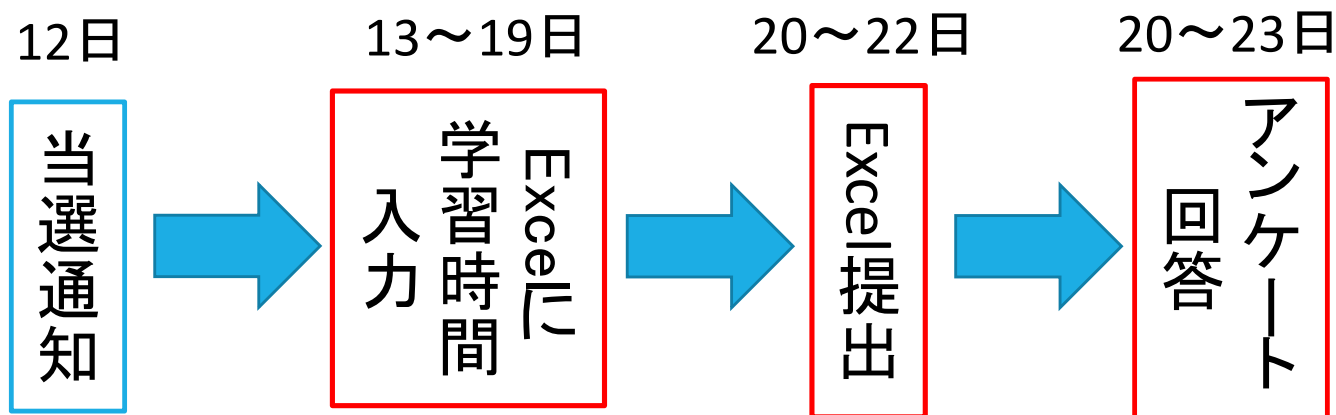 12日
当選通知
13～19日
Excelに
学習時間
入力
20～22日
Excel提出
20～23日
アンケート
回答